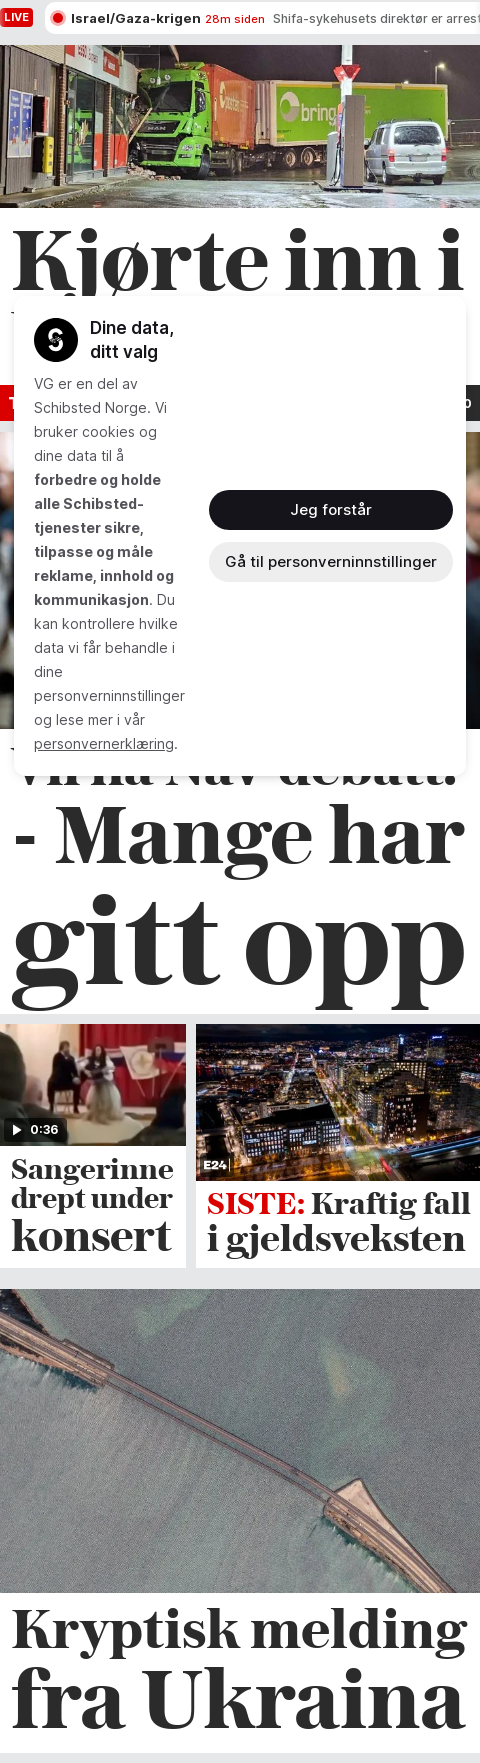 LIVE
Israel/Gaza-krigen 28m siden Shifa-sykehusets direktør er arrest
MAN
Postar
bring
Kjørte inn i
Dine data,
ditt valg
VG er en del av
Schibsted Norge. Vi
bruker cookies og
dine data til å
forbedre og holde
alle Schibsted-
tjenester sikre,
tilpasse og måle
reklame, innhold og
kommunikasjon. Du
kan kontrollere hvilke
data vi får behandle i
dine
personverninnstillinger
og lese mer i vår
personvernerklæring.
Jeg forstår
Gå til personverninnstillinger
- Mange har
gitt opp
0:36
Sangerinne
drept under
konsert
E24
SISTE: Kraftig fall
i gjeldsveksten
Kryptisk melding
fra Ukraina